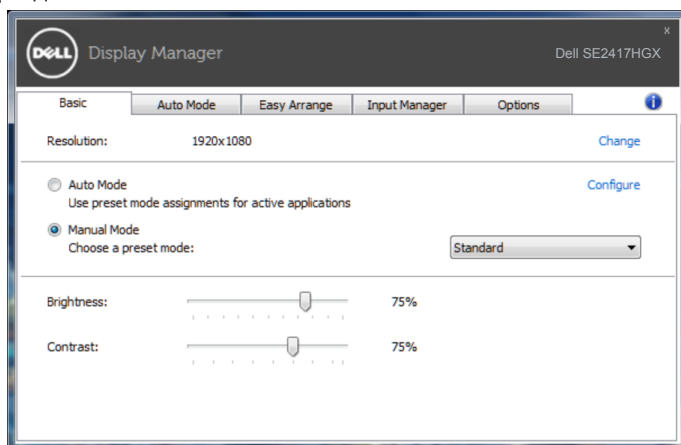 DELL Display Manager
x
Dell SE2417HGX
Basic Auto Mode Easy Arrange Input Manager Options i
Resolution: 1920x1080 Change
Auto Mode Configure
Use preset mode assignments for active applications
Manual Mode
Choose a preset mode: Standard
Brightness: 75%
Contrast: 75%